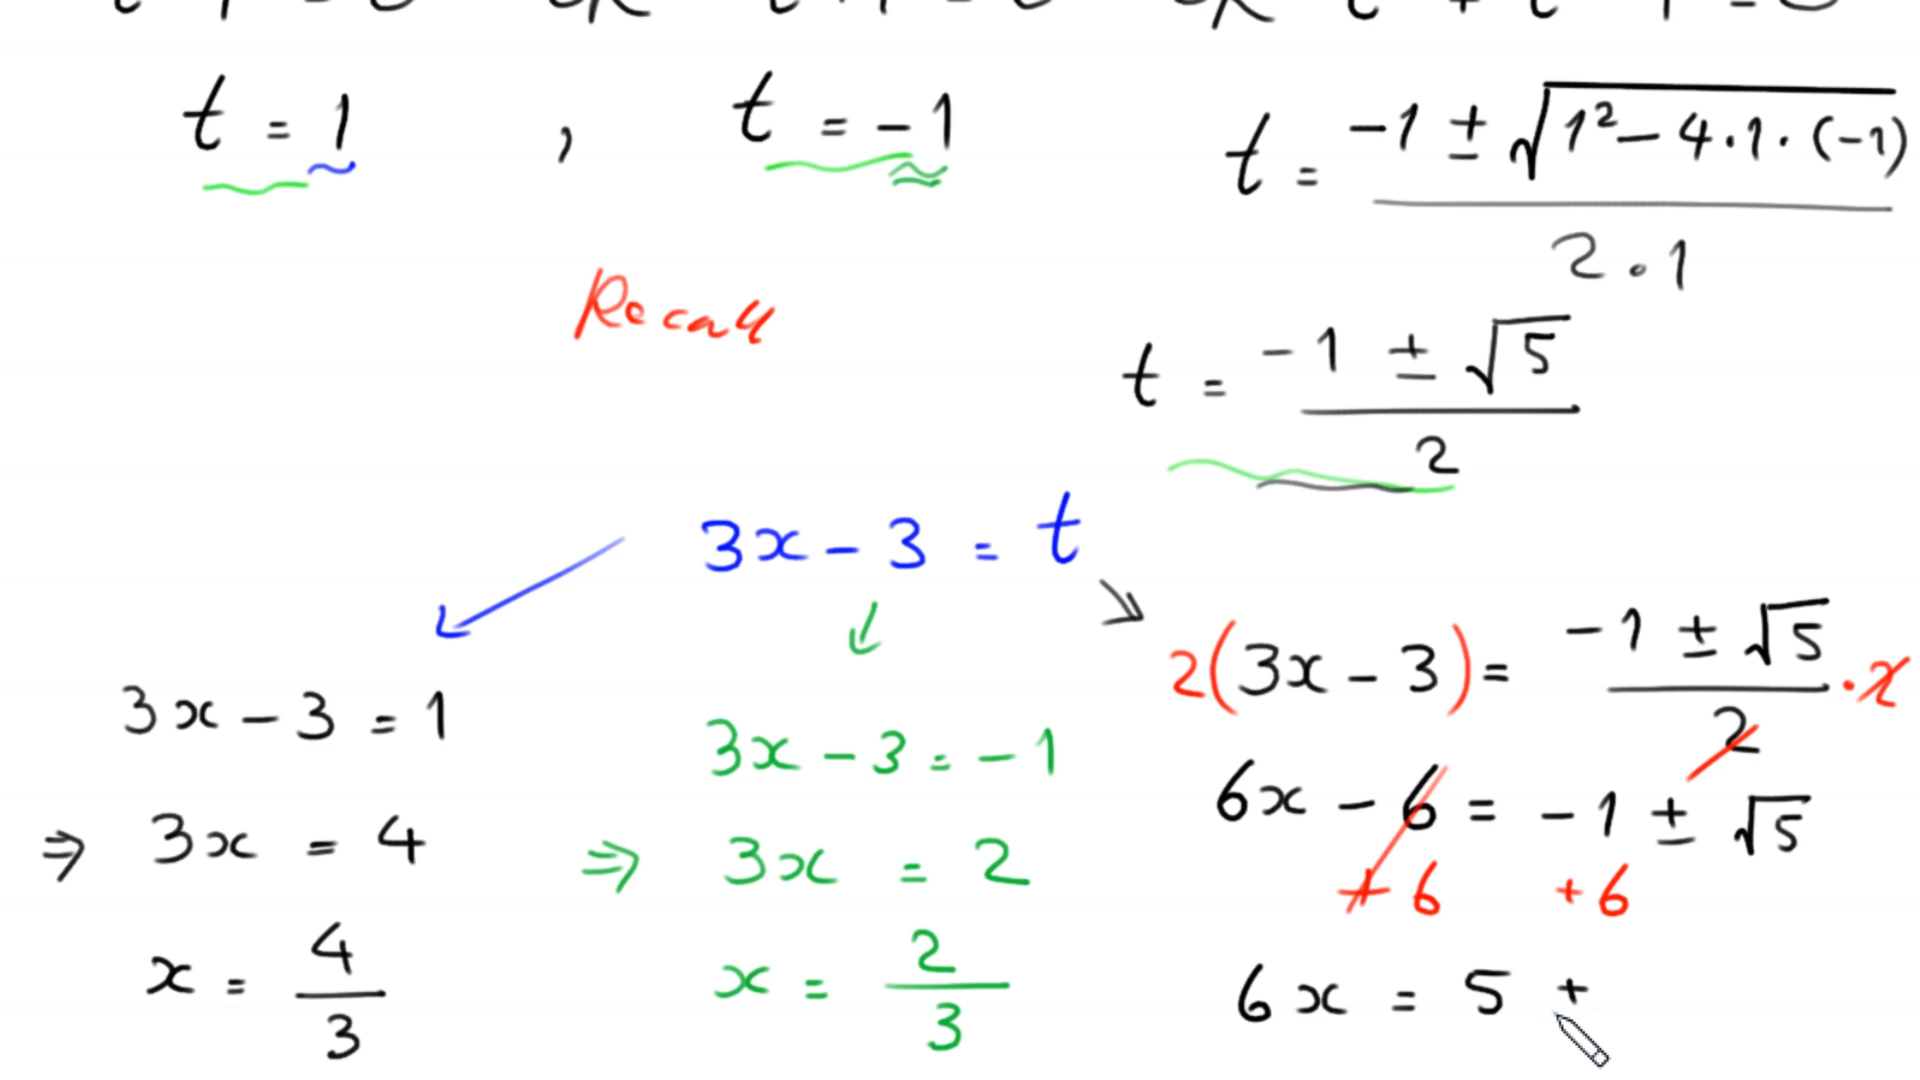 t = 1 , t = -1
t = (-1 ± √(1² - 4·1·(-1))) / (2·1)
Recall
t = (-1 ± √5) / 2
3x - 3 = t
3x - 3 = 1
⇒ 3x = 4
x = 4/3
3x - 3 = -1
⇒ 3x = 2
x = 2/3
2(3x - 3) = (-1 ± √5) / 2 · 2
6x - 6 = -1 ± √5
+ 6 + 6
6x = 5 +